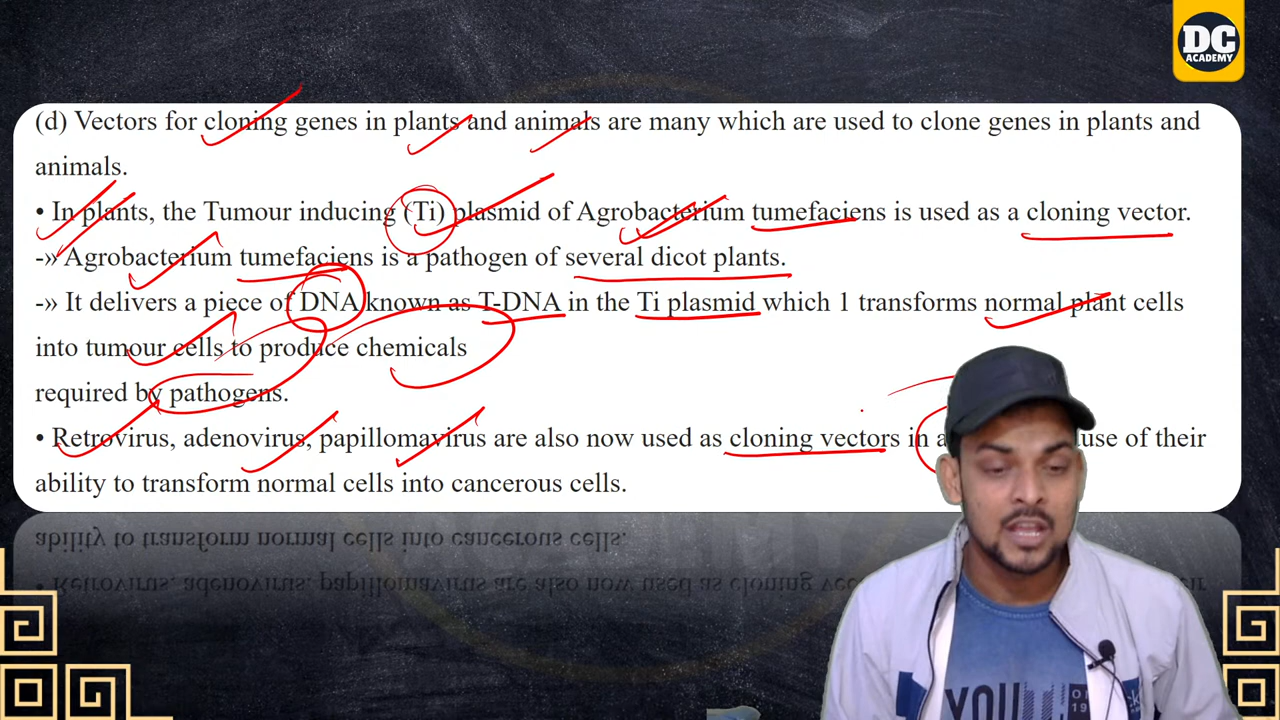 DC
ACADEMY
(d) Vectors for cloning genes in plants and animals are many which are used to clone genes in plants and
animals.
• In plants, the Tumour inducing (Ti) plasmid of Agrobacterium tumefaciens is used as a cloning vector.
-» Agrobacterium tumefaciens is a pathogen of several dicot plants.
-» It delivers a piece of DNA known as T-DNA in the Ti plasmid which 1 transforms normal plant cells
into tumour cells to produce chemicals
required by pathogens.
• Retrovirus, adenovirus, papillomavirus are also now used as cloning vectors in use of their
ability to transform normal cells into cancerous cells.
YOU